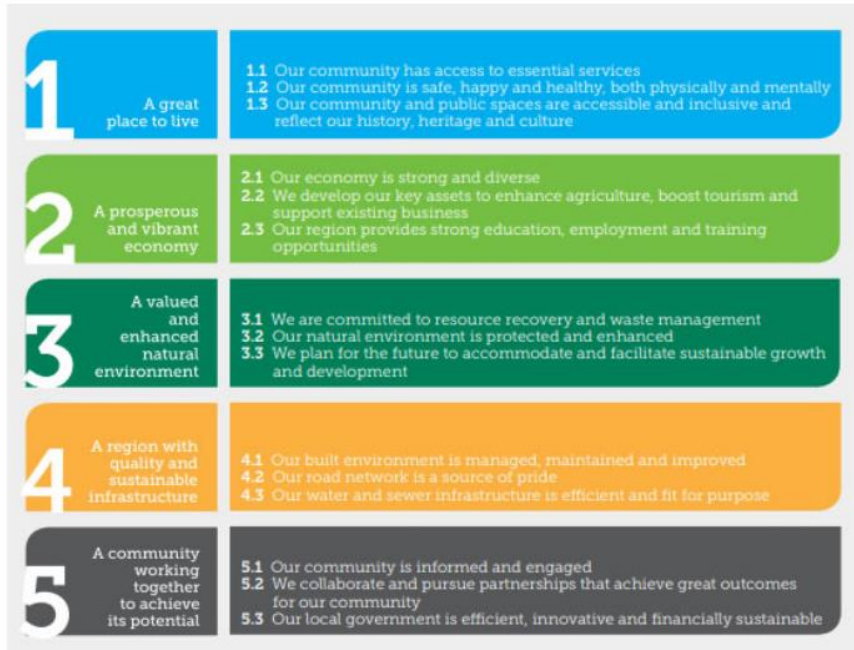 1
A great
place to live
1.1 Our community has access to essential services
1.2 Our community is safe, happy and healthy, both physically and mentally
1.3 Our community and public spaces are accessible and inclusive and
reflect our history, heritage and culture
2
A prosperous
and vibrant
economy
2.1 Our economy is strong and diverse
2.2 We develop our key assets to enhance agriculture, boost tourism and
support existing business
2.3 Our region provides strong education, employment and training
opportunities
3
A valued
and
enhanced
natural
environment
3.1 We are committed to resource recovery and waste management
3.2 Our natural environment is protected and enhanced
3.3 We plan for the future to accommodate and facilitate sustainable growth
and development
4
A region with
quality and
sustainable
infrastructure
4.1 Our built environment is managed, maintained and improved
4.2 Our road network is a source of pride
4.3 Our water and sewer infrastructure is efficient and fit for purpose
5
A community
working
together
to achieve
its potential
5.1 Our community is informed and engaged
5.2 We collaborate and pursue partnerships that achieve great outcomes
for our community
5.3 Our local government is efficient, innovative and financially sustainable